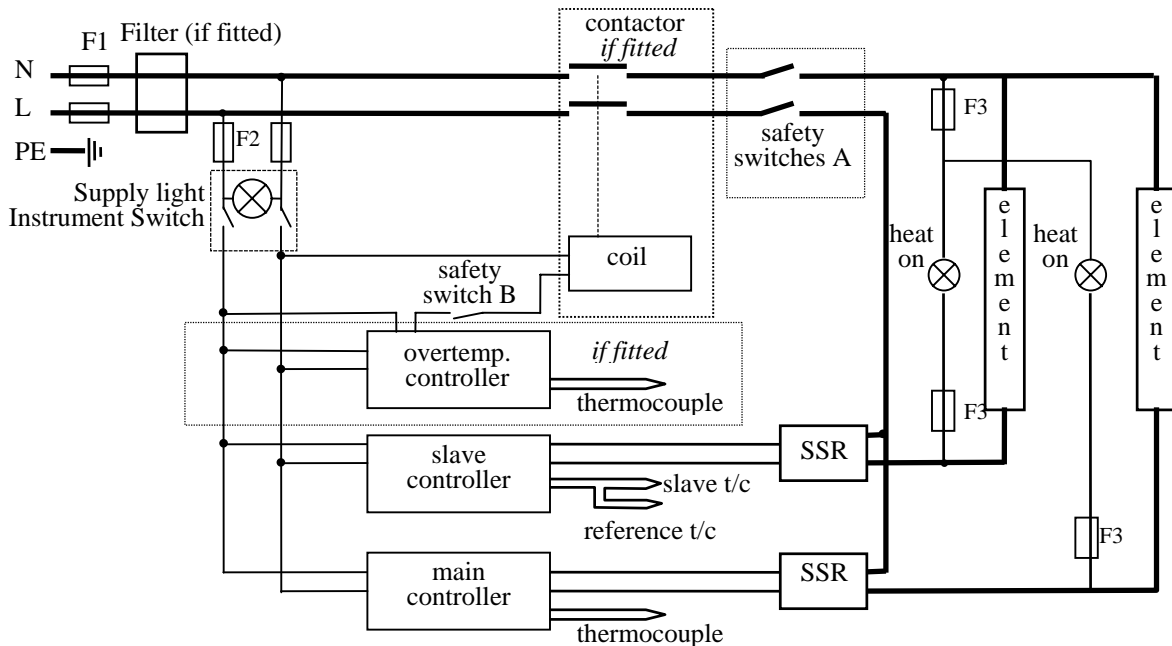 F1
Filter (if fitted)
contactor
if fitted
N
L
PE
F2
Supply light
Instrument Switch
safety
switches A
F3
coil
safety
switch B
heat
on
element
heat
on
element
overtemp.
controller
if fitted
thermocouple
F3
slave
controller
SSR
slave t/c
reference t/c
F3
main
controller
SSR
thermocouple